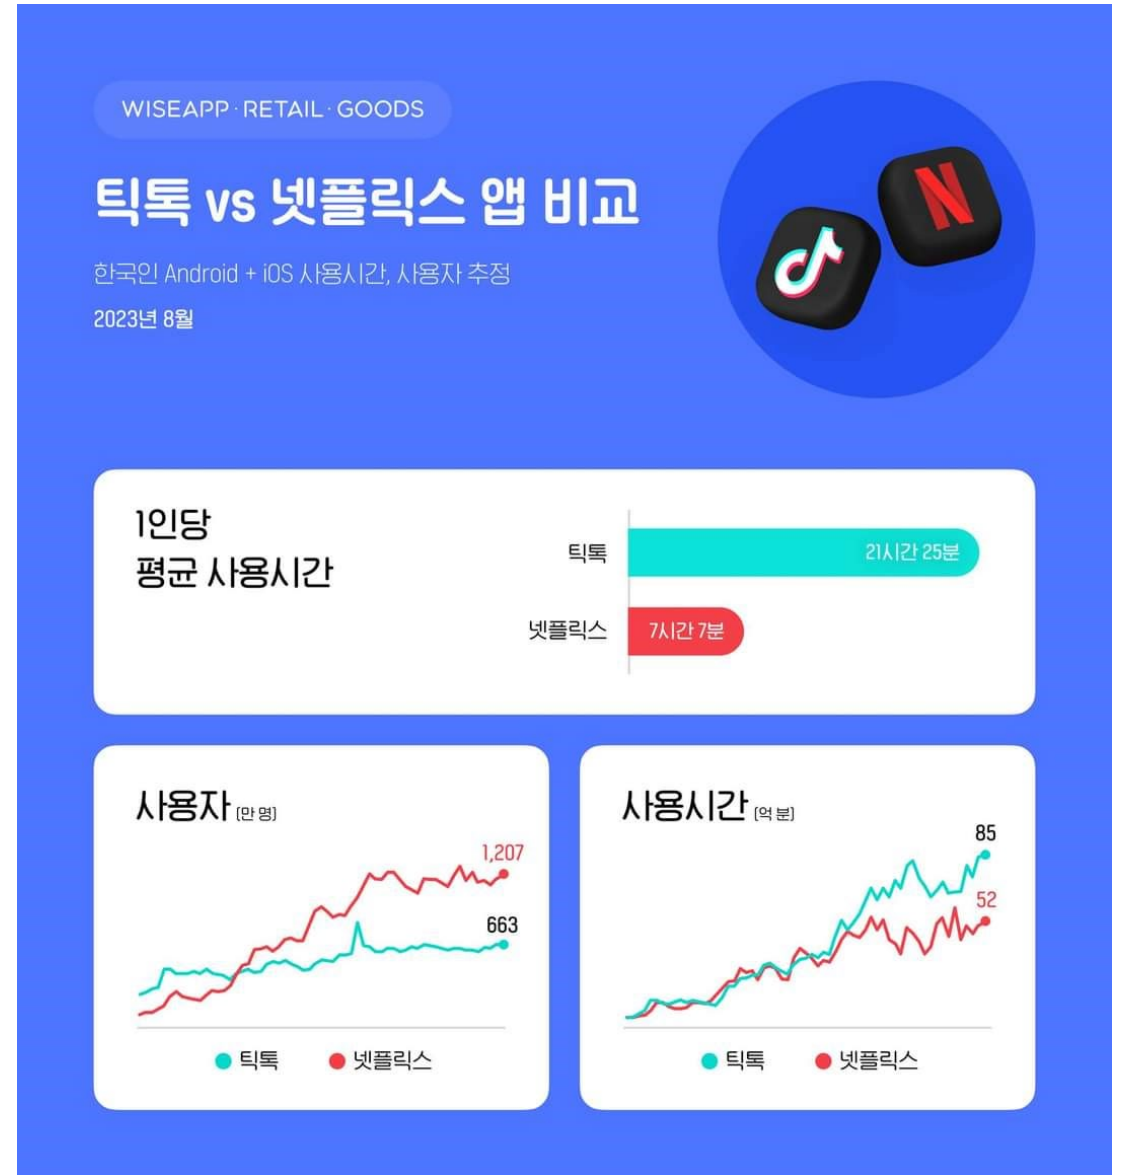 WISEAPP · RETAIL · GOODS
틱톡 vs 넷플릭스 앱 비교
한국인 Android + iOS 사용시간, 사용자 추정
2023년 8월
N
1인당
평균 사용시간
틱톡
21시간 25분
넷플릭스
7시간 7분
사용자 (만 명)
1,207
663
틱톡
넷플릭스
사용시간 (억 분)
85
52
틱톡
넷플릭스